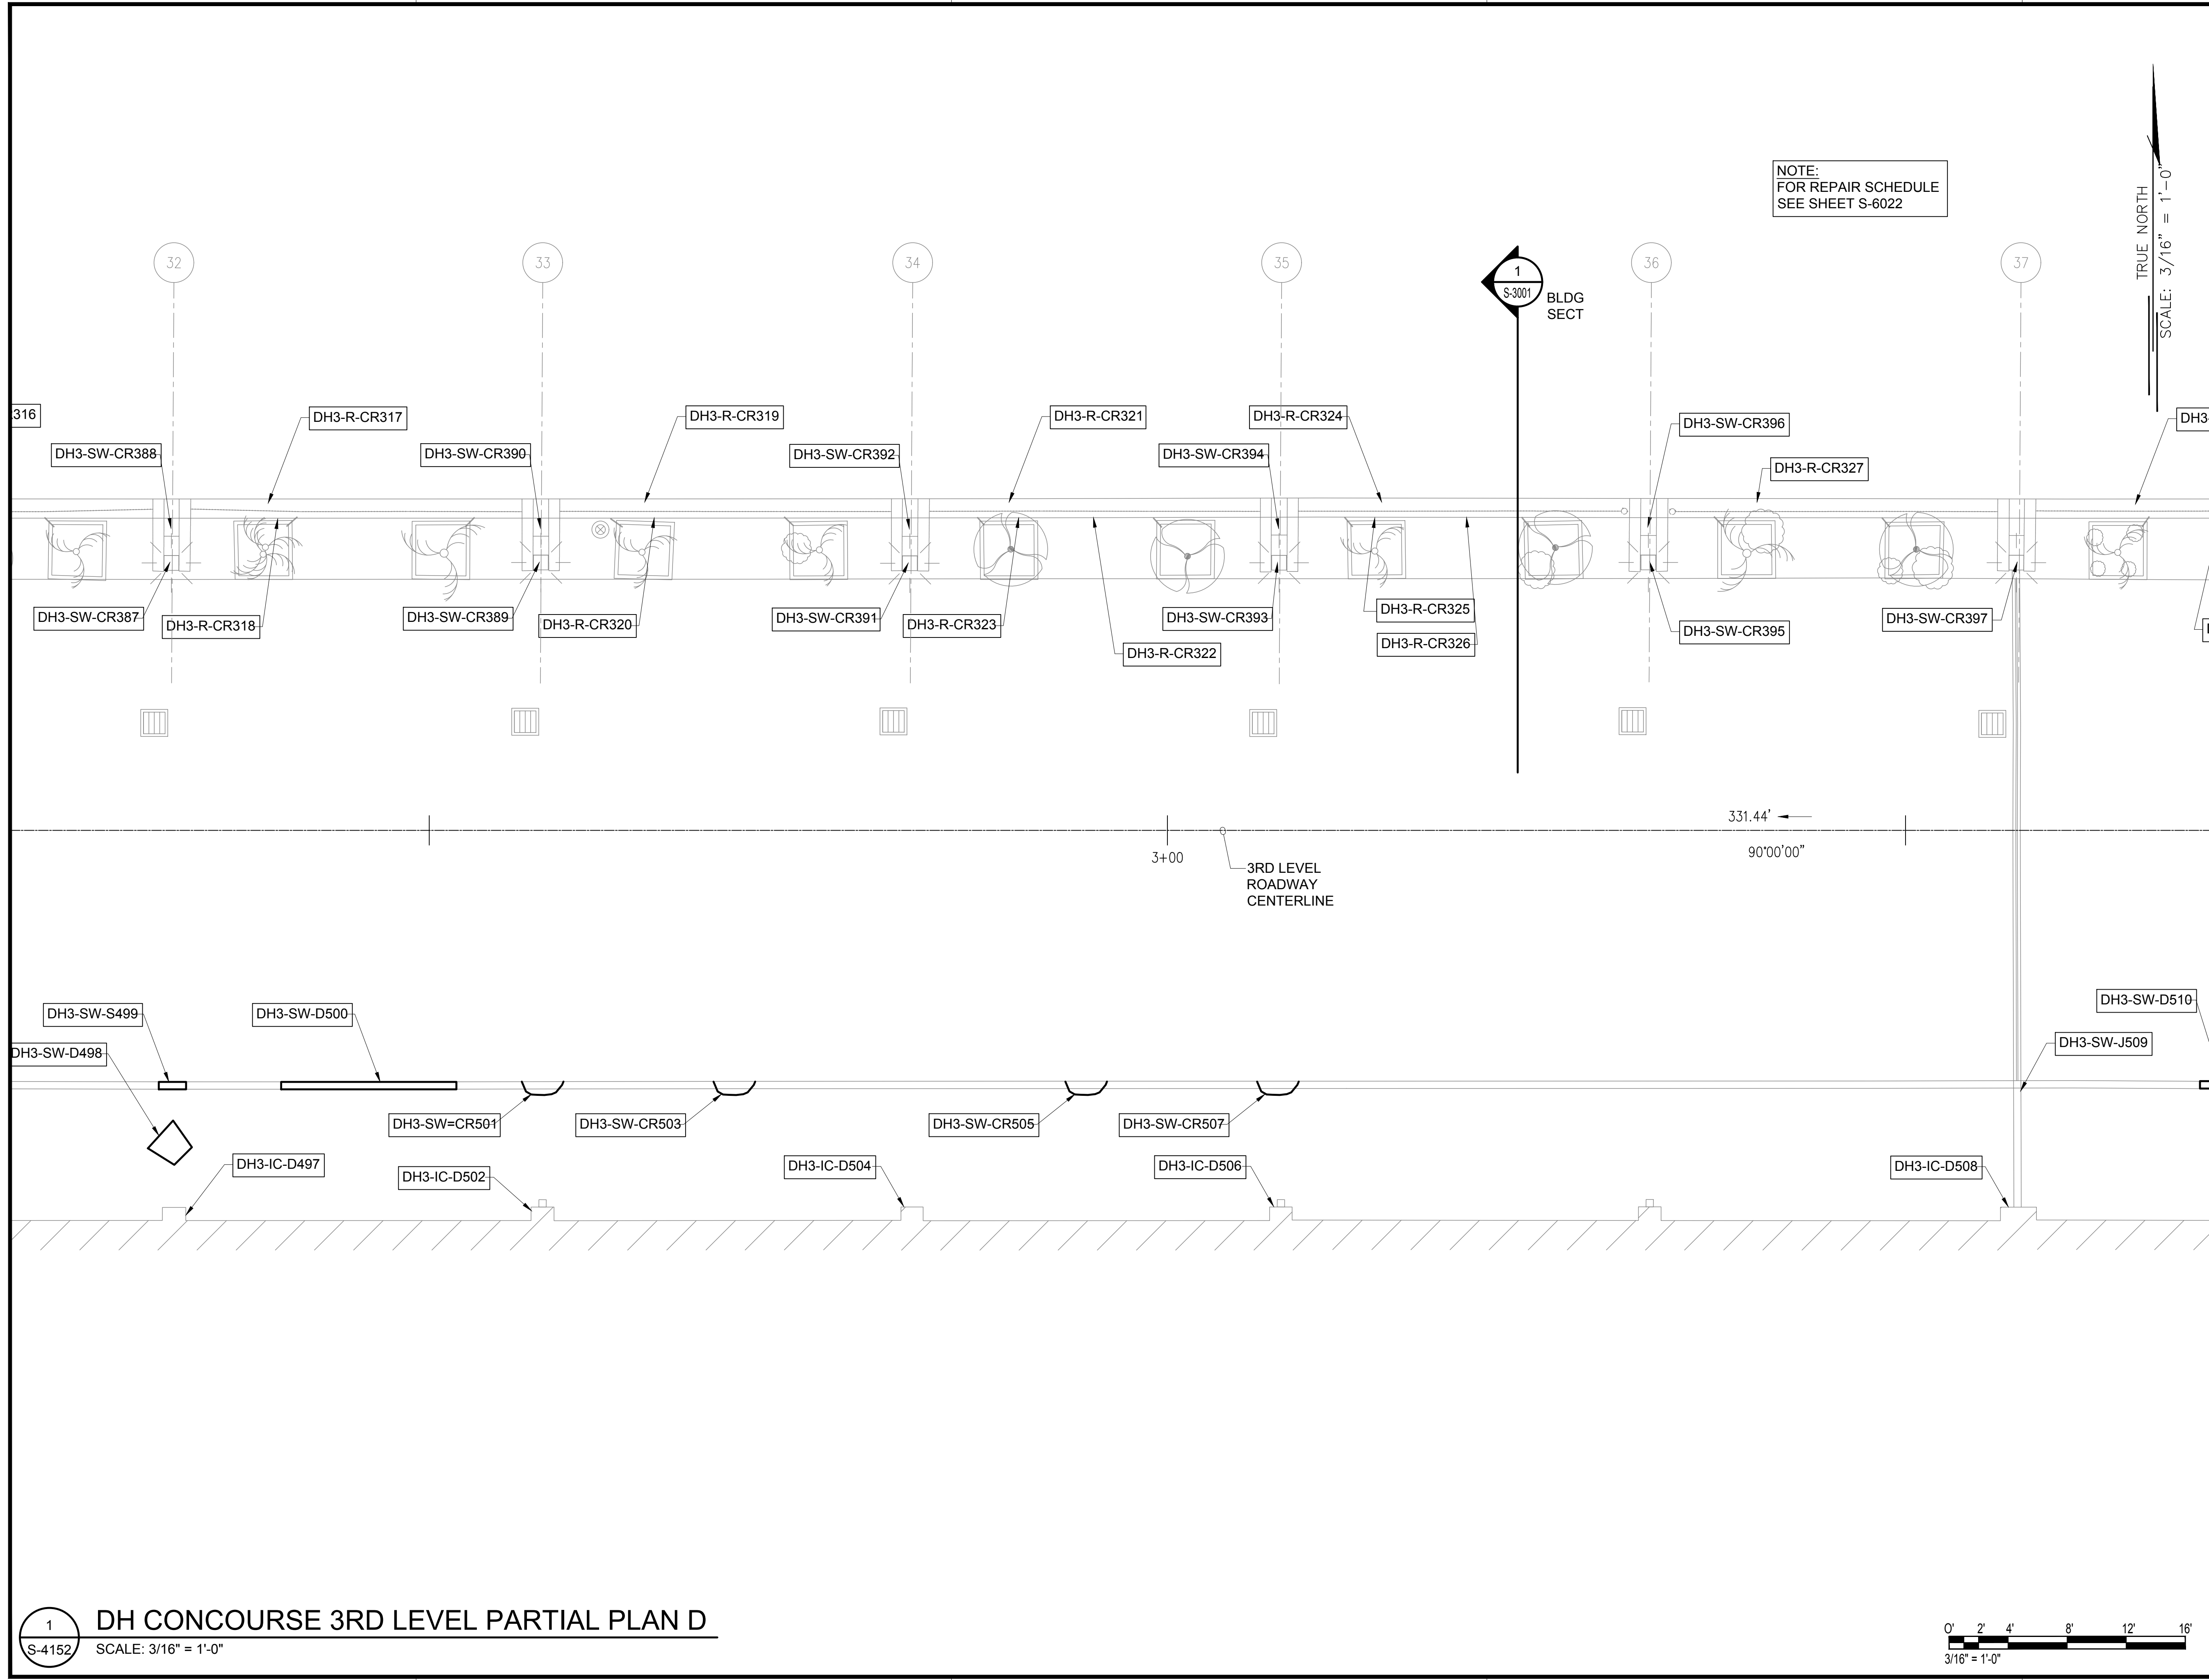 NOTE:
FOR REPAIR SCHEDULE
SEE SHEET S-6022
TRUE NORTH
SCALE: 3/16" = 1'-0"
32
33
34
35
1
S-3001
BLDG
SECT
36
37
316
DH3-R-CR317
DH3-R-CR319
DH3-R-CR321
DH3-R-CR324
DH3-SW-CR396
DH3-
DH3-SW-CR388
DH3-SW-CR390
DH3-SW-CR392
DH3-SW-CR394
DH3-R-CR327
DH3-SW-CR387
DH3-R-CR318
DH3-SW-CR389
DH3-R-CR320
DH3-SW-CR391
DH3-R-CR323
DH3-R-CR322
DH3-SW-CR393
DH3-R-CR325
DH3-R-CR326
DH3-SW-CR395
DH3-SW-CR397
331.44'
90°00'00"
3+00
3RD LEVEL
ROADWAY
CENTERLINE
DH3-SW-S499
DH3-SW-D500
DH3-SW-D510
DH3-SW-D498
DH3-SW-J509
DH3-SW=CR501
DH3-SW-CR503
DH3-SW-CR505
DH3-SW-CR507
DH3-IC-D497
DH3-IC-D502
DH3-IC-D504
DH3-IC-D506
DH3-IC-D508
1
S-4152
DH CONCOURSE 3RD LEVEL PARTIAL PLAN D
SCALE: 3/16" = 1'-0"
0' 2' 4' 8' 12' 16'
3/16" = 1'-0"